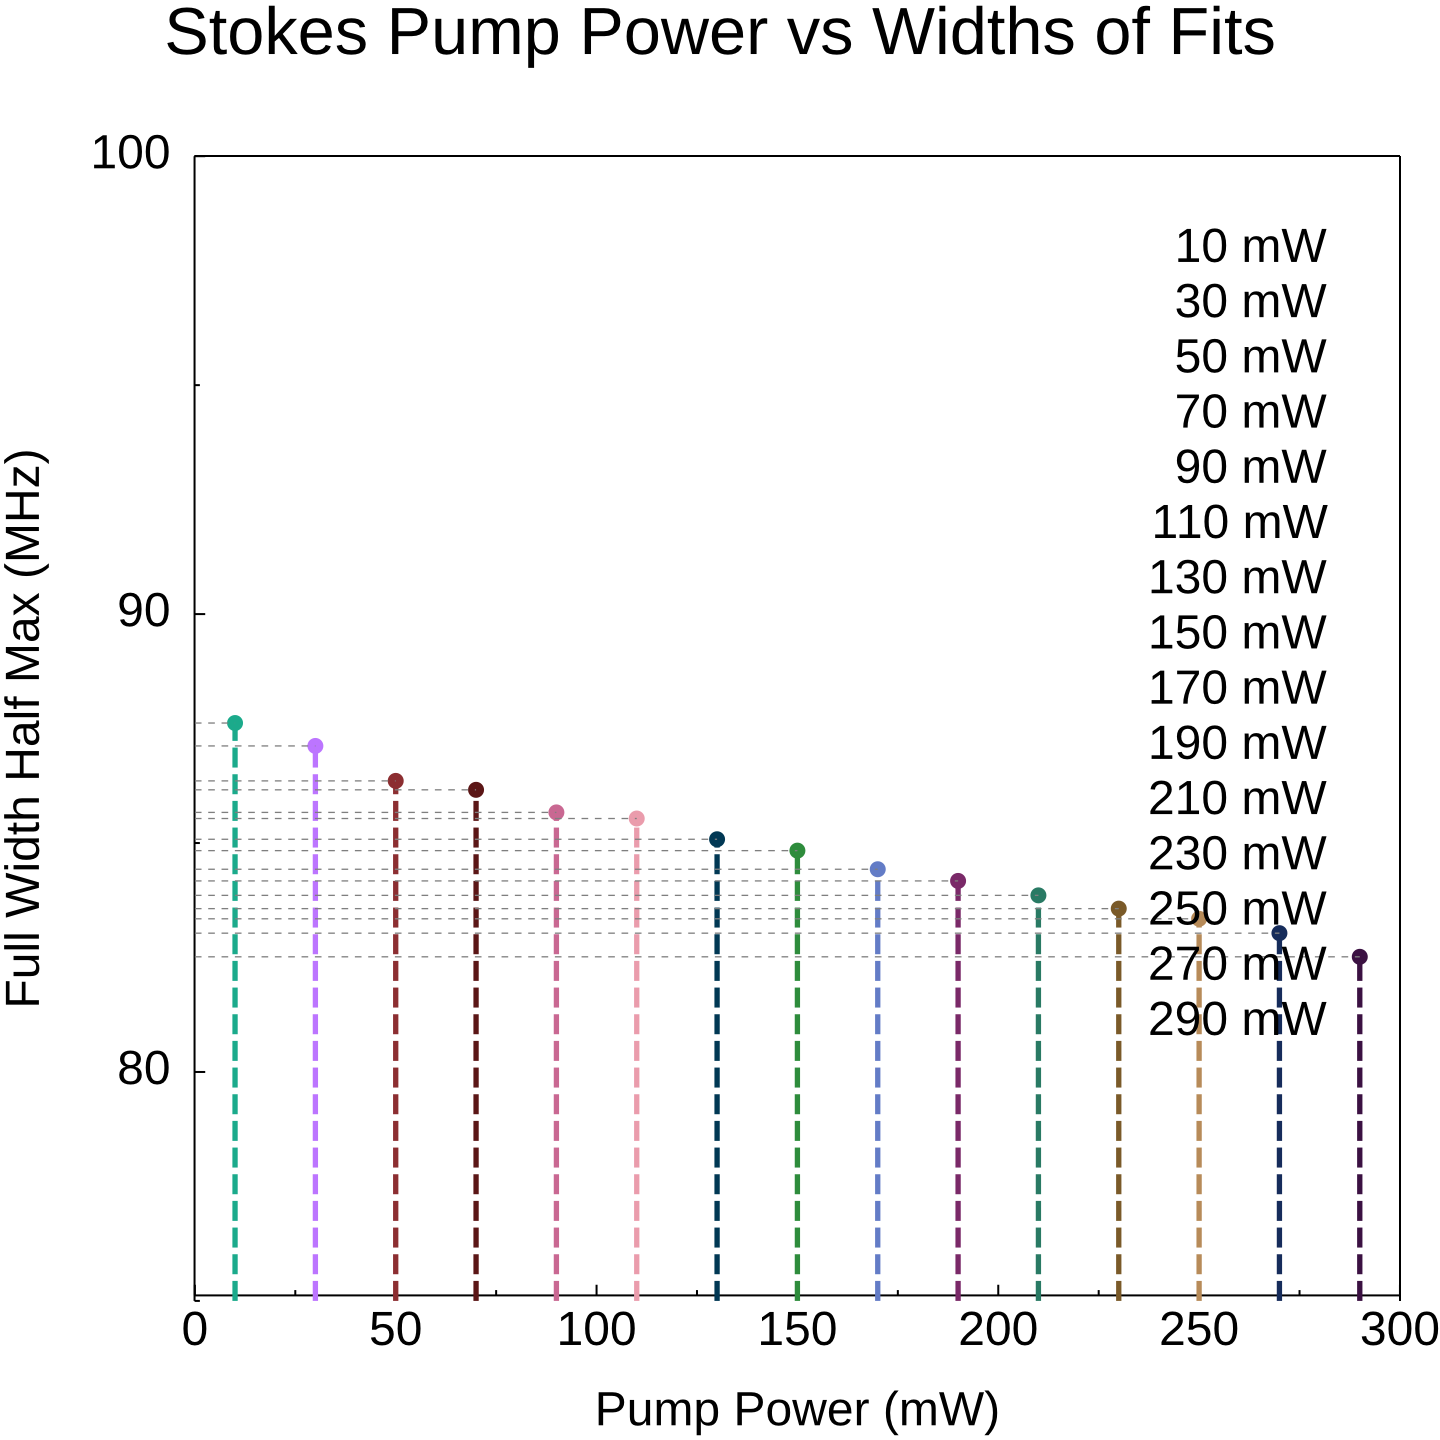 Stokes Pump Power vs Widths of Fits
100
90
80
Full Width Half Max (MHz)
10 mW
30 mW
50 mW
70 mW
90 mW
110 mW
130 mW
150 mW
170 mW
190 mW
210 mW
230 mW
250 mW
270 mW
290 mW
0 50 100 150 200 250 300
Pump Power (mW)